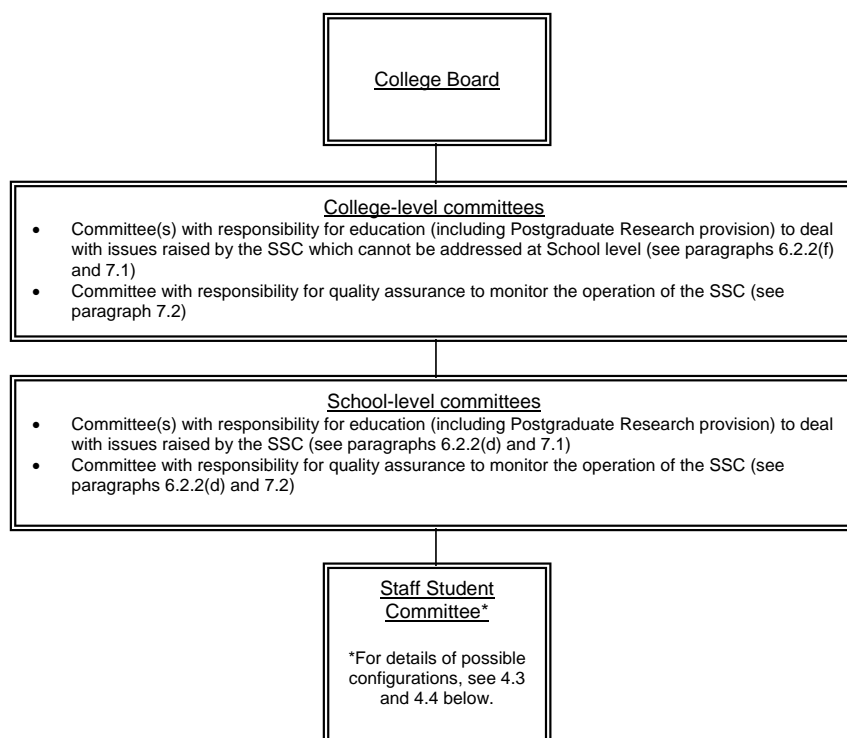 College Board
College-level committees
• Committee(s) with responsibility for education (including Postgraduate Research provision) to deal
with issues raised by the SSC which cannot be addressed at School level (see paragraphs 6.2.2(f)
and 7.1)
• Committee with responsibility for quality assurance to monitor the operation of the SSC (see
paragraph 7.2)
School-level committees
• Committee(s) with responsibility for education (including Postgraduate Research provision) to deal
with issues raised by the SSC (see paragraphs 6.2.2(d) and 7.1)
• Committee with responsibility for quality assurance to monitor the operation of the SSC (see
paragraphs 6.2.2(d) and 7.2)
Staff Student
Committee*
*For details of possible
configurations, see 4.3
and 4.4 below.